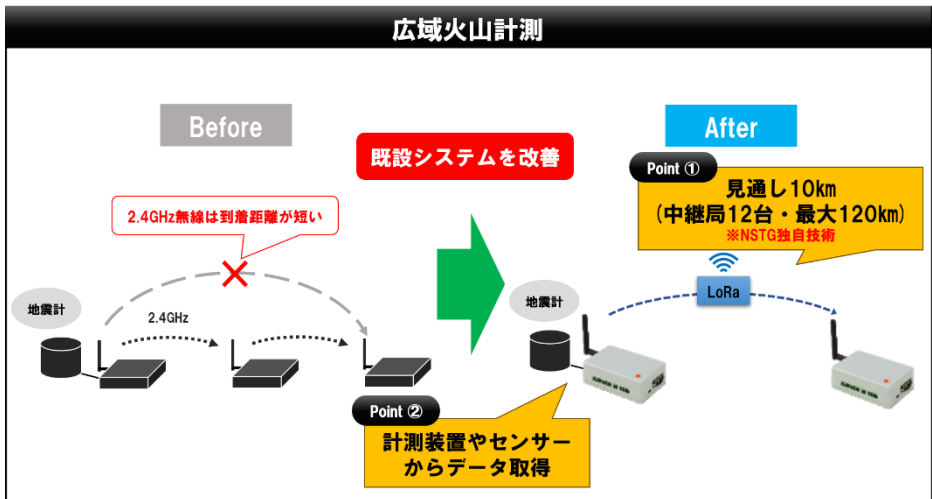 広域火山計測
Before
After
既設システムを改善
2.4GHz無線は到着距離が短い
地震計
2.4GHz
Point ①
見通し10km
(中継局12台・最大120km)
※NSTG独自技術
LoRa
地震計
Point ②
計測装置やセンサー
からデータ取得